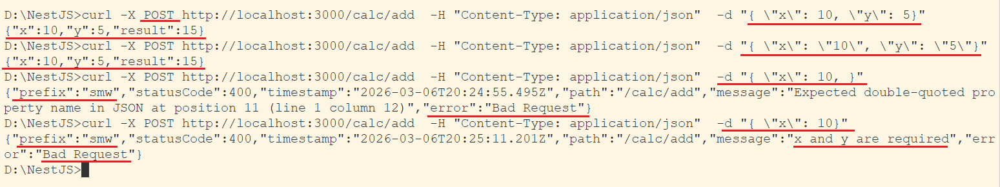 D:\NestJS>curl -X POST http://localhost:3000/calc/add  -H "Content-Type: application/json"  -d "{ \"x\": 10, \"y\": 5}"
{"x":10,"y":5,"result":15}
D:\NestJS>curl -X POST http://localhost:3000/calc/add  -H "Content-Type: application/json"  -d "{ \"x\": \"10\", \"y\": \"5\"}"
{"x":10,"y":5,"result":15}
D:\NestJS>curl -X POST http://localhost:3000/calc/add  -H "Content-Type: application/json"  -d "{ \"x\": 10, }"
{"prefix":"smw","statusCode":400,"timestamp":"2026-03-06T20:24:55.495Z","path":"/calc/add","message":"Expected double-quoted pro
perty name in JSON at position 11 (line 1 column 12)","error":"Bad Request"}
D:\NestJS>curl -X POST http://localhost:3000/calc/add  -H "Content-Type: application/json"  -d "{ \"x\": 10}"
{"prefix":"smw","statusCode":400,"timestamp":"2026-03-06T20:25:11.201Z","path":"/calc/add","message":"x and y are required","err
or":"Bad Request"}
D:\NestJS>